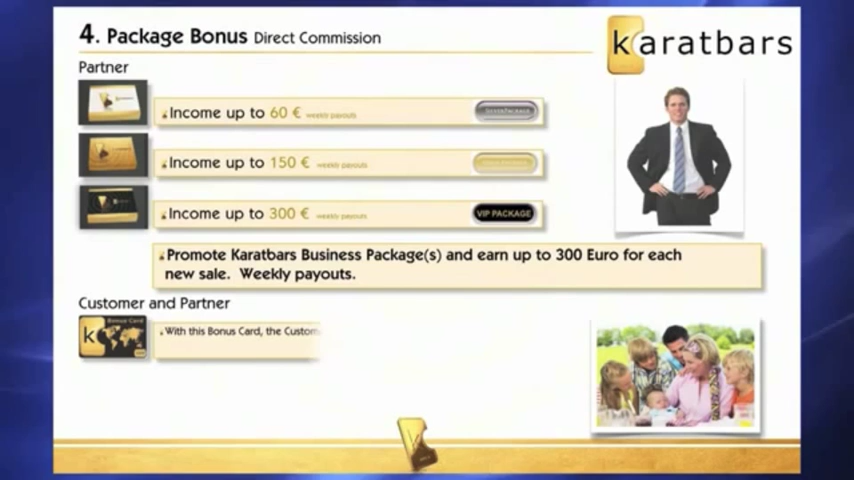 4. Package Bonus Direct Commission
karatbars
Partner
Income up to 60 € weekly payouts
Income up to 150 € weekly payouts
Income up to 300 € weekly payouts
VIP PACKAGE
Promote Karatbars Business Package(s) and earn up to 300 Euro for each
new sale. Weekly payouts.
Customer and Partner
k Bonus Card
With this Bonus Card, the Custom